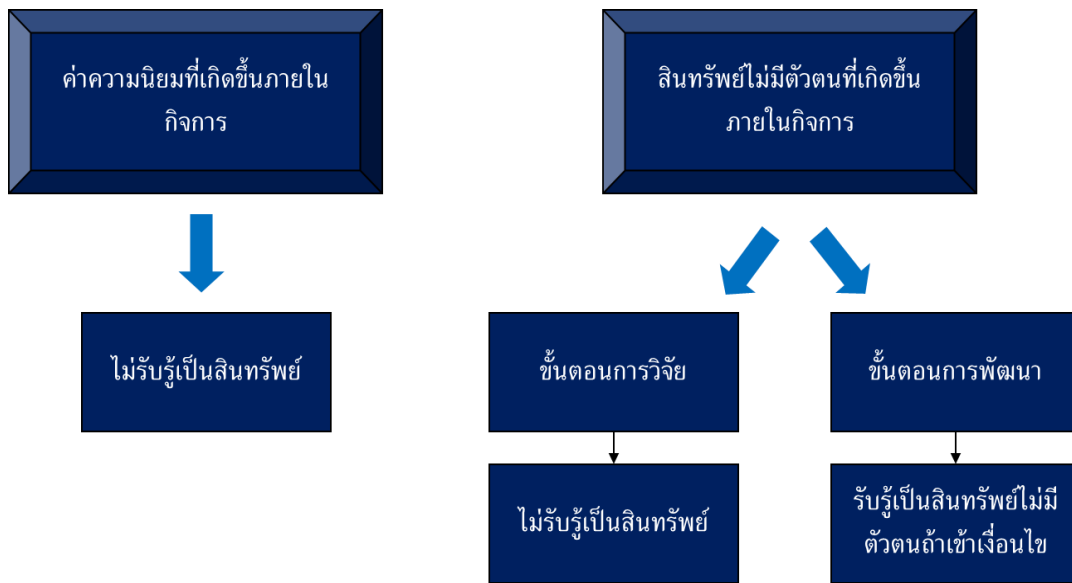 ค่าความนิยมที่เกิดขึ้นภายใน
กิจการ
สินทรัพย์ไม่มีตัวตนที่เกิดขึ้น
ภายในกิจการ
ไม่รับรู้เป็นสินทรัพย์
ขั้นตอนการวิจัย
ขั้นตอนการพัฒนา
ไม่รับรู้เป็นสินทรัพย์
รับรู้เป็นสินทรัพย์ไม่มี
ตัวตนถ้าเข้าเงื่อนไข